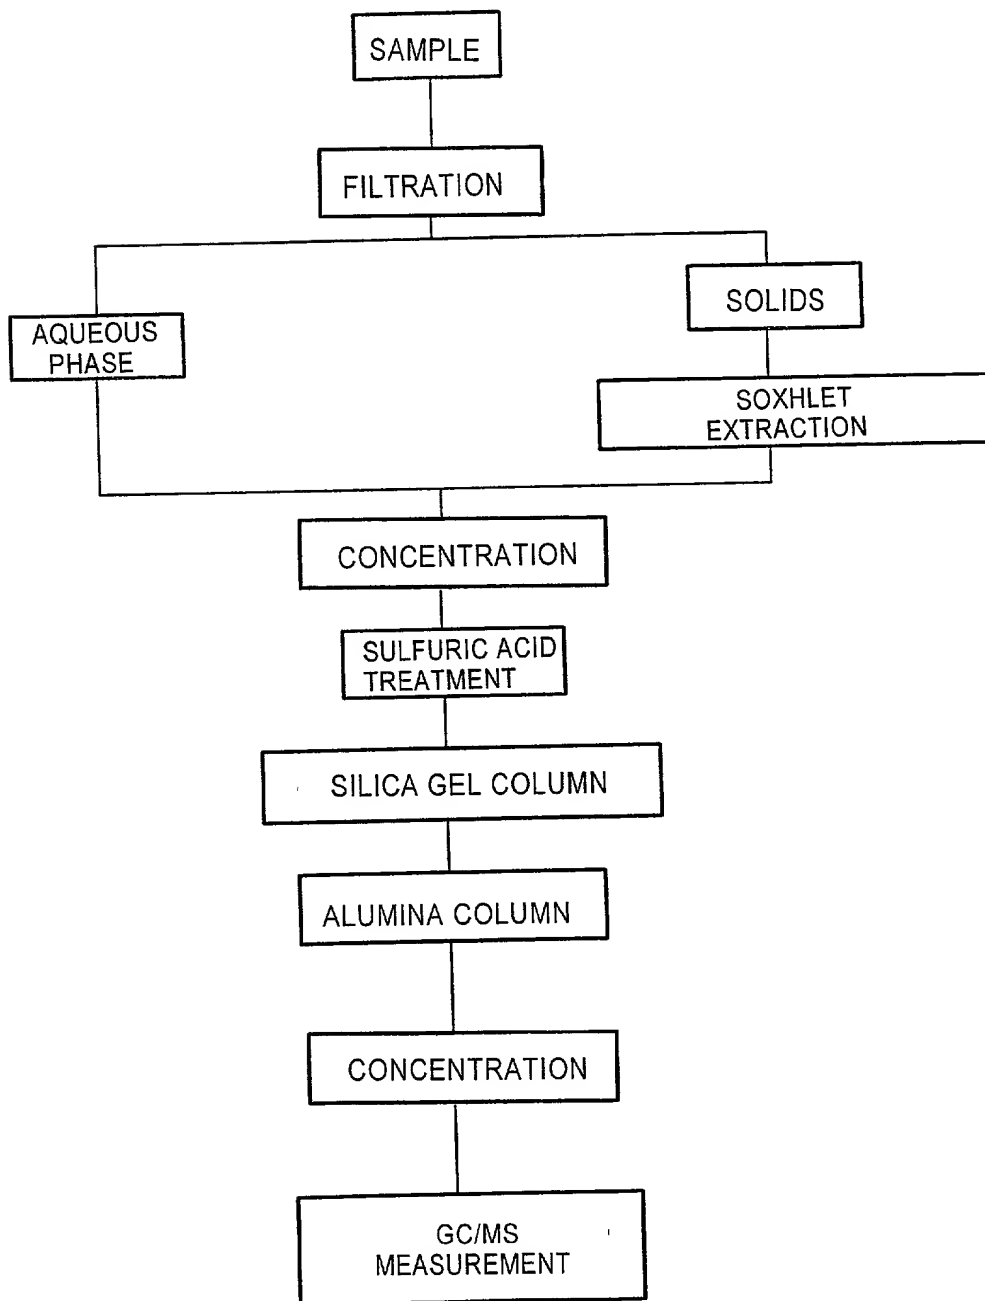 SAMPLE
FILTRATION
SOLIDS
AQUEOUS
PHASE
SOXHLET
EXTRACTION
CONCENTRATION
SULFURIC ACID
TREATMENT
SILICA GEL COLUMN
ALUMINA COLUMN
CONCENTRATION
GC/MS
MEASUREMENT